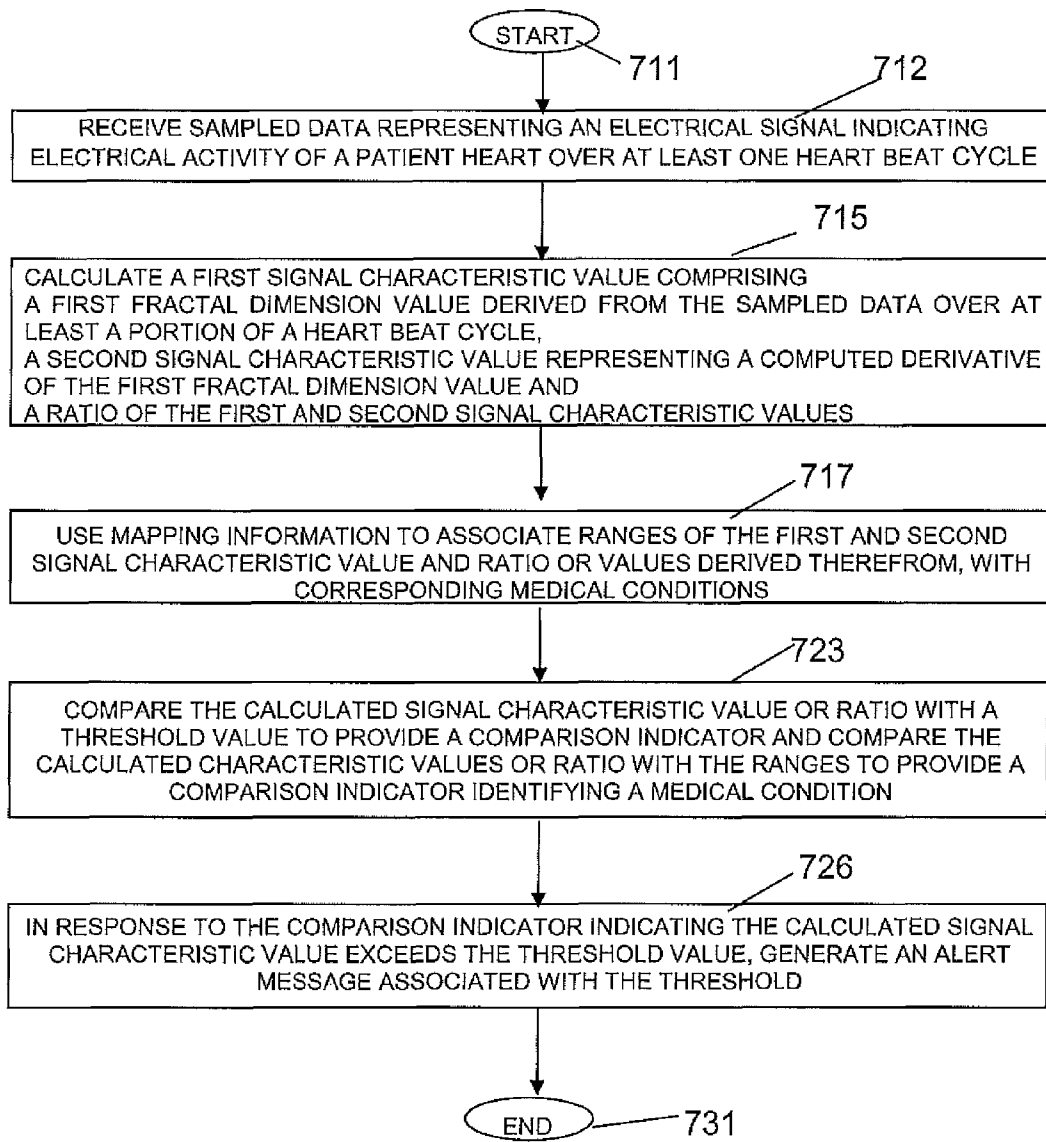 START
711
712
RECEIVE SAMPLED DATA REPRESENTING AN ELECTRICAL SIGNAL INDICATING
ELECTRICAL ACTIVITY OF A PATIENT HEART OVER AT LEAST ONE HEART BEAT CYCLE
715
CALCULATE A FIRST SIGNAL CHARACTERISTIC VALUE COMPRISING
A FIRST FRACTAL DIMENSION VALUE DERIVED FROM THE SAMPLED DATA OVER AT
LEAST A PORTION OF A HEART BEAT CYCLE,
A SECOND SIGNAL CHARACTERISTIC VALUE REPRESENTING A COMPUTED DERIVATIVE
OF THE FIRST FRACTAL DIMENSION VALUE AND
A RATIO OF THE FIRST AND SECOND SIGNAL CHARACTERISTIC VALUES
717
USE MAPPING INFORMATION TO ASSOCIATE RANGES OF THE FIRST AND SECOND
SIGNAL CHARACTERISTIC VALUE AND RATIO OR VALUES DERIVED THEREFROM, WITH
CORRESPONDING MEDICAL CONDITIONS
723
COMPARE THE CALCULATED SIGNAL CHARACTERISTIC VALUE OR RATIO WITH A
THRESHOLD VALUE TO PROVIDE A COMPARISON INDICATOR AND COMPARE THE
CALCULATED CHARACTERISTIC VALUES OR RATIO WITH THE RANGES TO PROVIDE A
COMPARISON INDICATOR IDENTIFYING A MEDICAL CONDITION
726
IN RESPONSE TO THE COMPARISON INDICATOR INDICATING THE CALCULATED SIGNAL
CHARACTERISTIC VALUE EXCEEDS THE THRESHOLD VALUE, GENERATE AN ALERT
MESSAGE ASSOCIATED WITH THE THRESHOLD
END
731